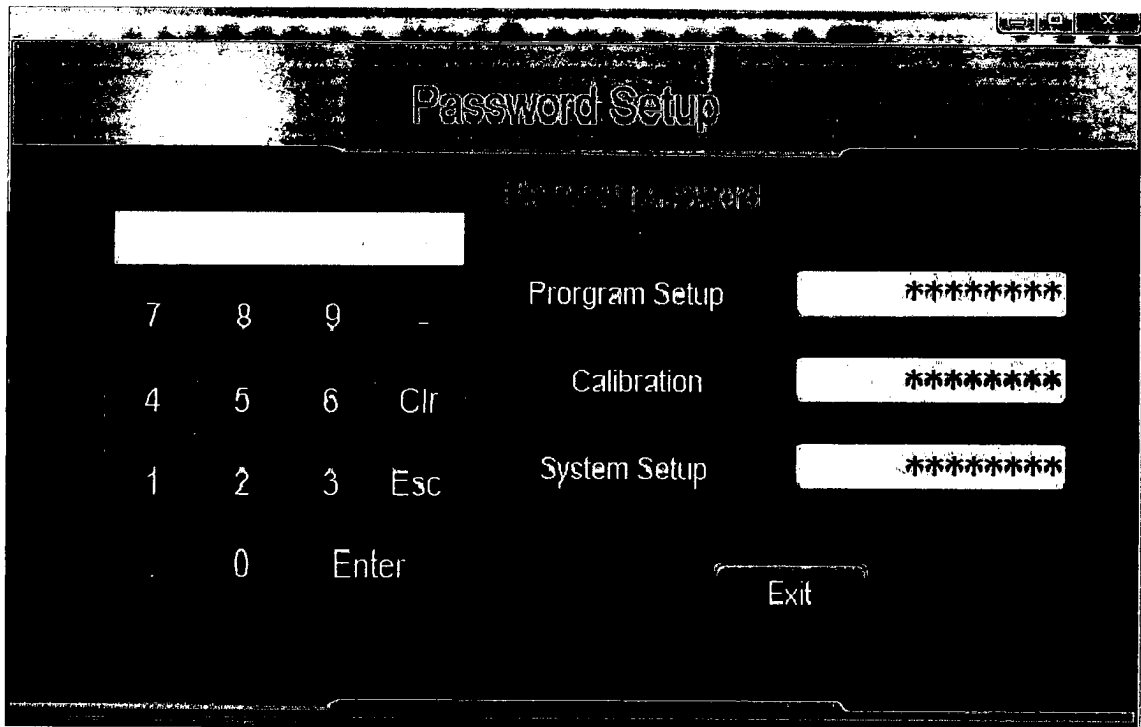 Password Setup
password
7 8 9 -
4 5 6 Clr
1 2 3 Esc
. 0 Enter
Prorgram Setup ********
Calibration ********
System Setup ********
Exit